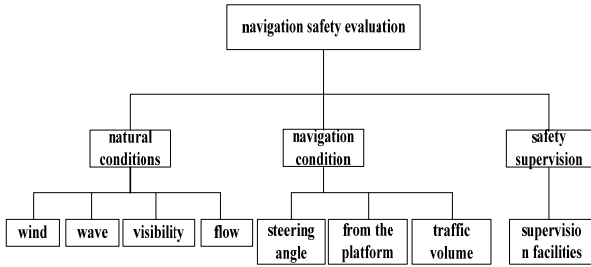 navigation safety evaluation
natural
conditions
navigation
condition
safety
supervision
wind
wave
visibility
flow
steering
angle
from the
platform
traffic
volume
supervisio
n facilities